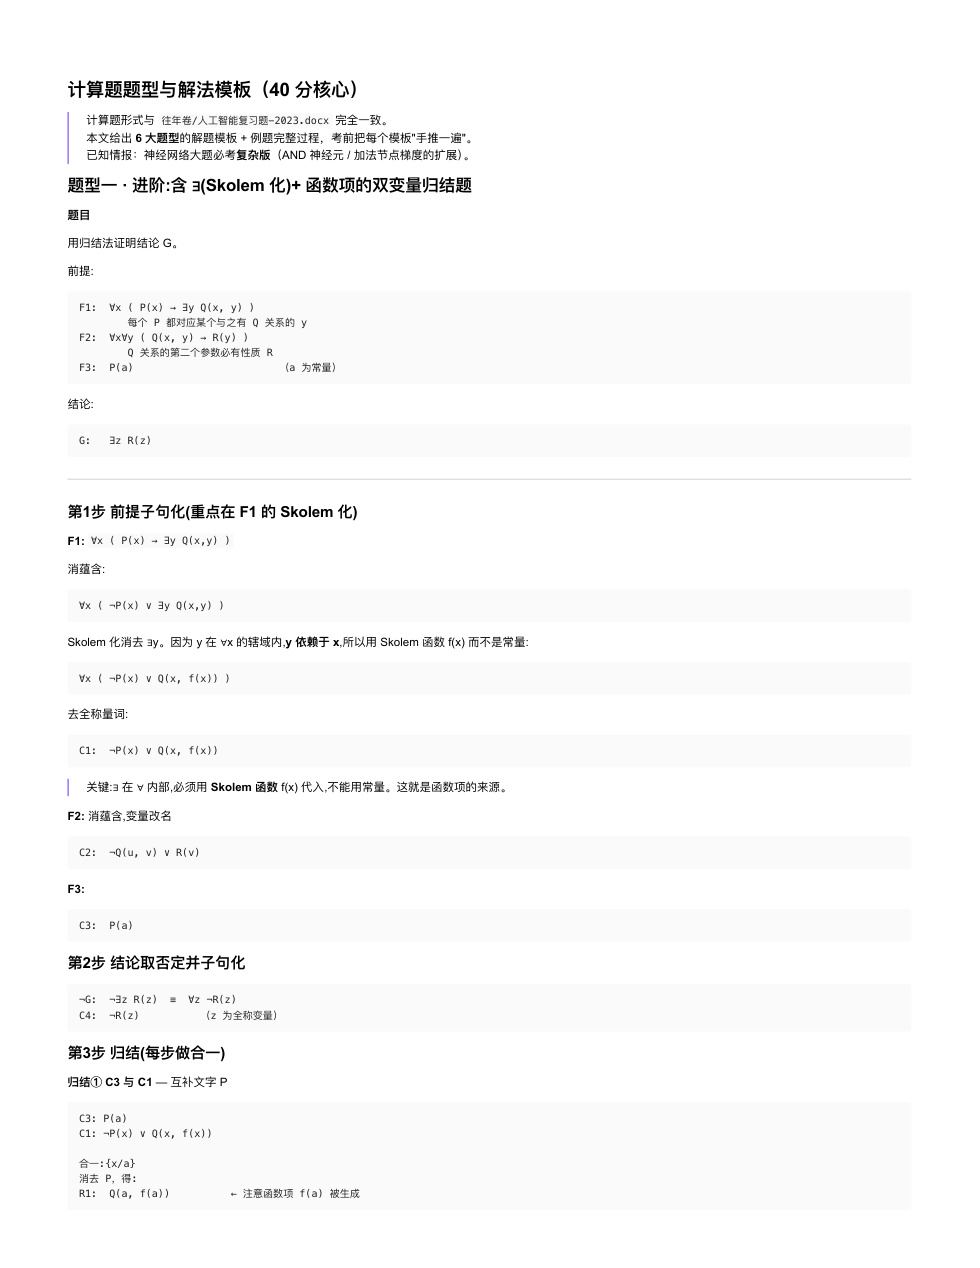 计算题题型与解法模板（40 分核心）
计算题形式与 往年卷/人工智能复习题-2023.docx 完全一致。
本文给出 6 大题型的解题模板 + 例题完整过程，考前把每个模板"手推一遍"。
已知情报：神经网络大题必考复杂版（AND 神经元 / 加法节点梯度的扩展）。
题型一 · 进阶:含 ∃(Skolem 化)+ 函数项的双变量归结题
题目
用归结法证明结论 G。
前提:
F1:  ∀x ( P(x) → ∃y Q(x, y) )
每个 P 都对应某个与之有 Q 关系的 y
F2:  ∀x∀y ( Q(x, y) → R(y) )
Q 关系的第二个参数必有性质 R
F3:  P(a)                         （a 为常量）
结论:
G:   ∃z R(z)
第1步 前提子句化(重点在 F1 的 Skolem 化)
F1: ∀x ( P(x) → ∃y Q(x,y) )
消蕴含:
∀x ( ¬P(x) ∨ ∃y Q(x,y) )
Skolem 化消去 ∃y。因为 y 在 ∀x 的辖域内,y 依赖于 x,所以用 Skolem 函数 f(x) 而不是常量:
∀x ( ¬P(x) ∨ Q(x, f(x)) )
去全称量词:
C1:  ¬P(x) ∨ Q(x, f(x))
关键:∃ 在 ∀ 内部,必须用 Skolem 函数 f(x) 代入,不能用常量。这就是函数项的来源。
F2: 消蕴含,变量改名
C2:  ¬Q(u, v) ∨ R(v)
F3:
C3:  P(a)
第2步 结论取否定并子句化
¬G:  ¬∃z R(z)  ≡  ∀z ¬R(z)
C4:  ¬R(z)           （z 为全称变量）
第3步 归结(每步做合一)
归结① C3 与 C1 — 互补文字 P
C3: P(a)
C1: ¬P(x) ∨ Q(x, f(x))
合一:{x/a}
消去 P，得:
R1:  Q(a, f(a))          ← 注意函数项 f(a) 被生成